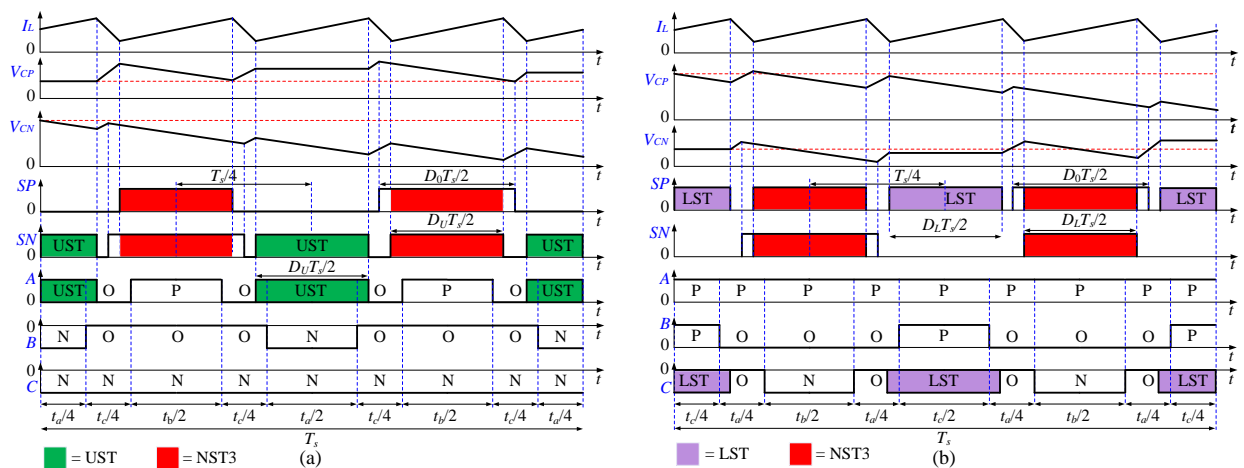 I_L
0
t
V_CP
0
t
V_CN
0
t
T_s/4
D_0T_s/2
SP
0
t
D_UT_s/2
SN
UST
UST
UST
0
t
D_UT_s/2
A
UST
O
P
O
UST
O
P
O
UST
0
t
0
B
N
O
O
O
N
O
O
O
N
t
0
C
N
N
N
N
N
N
N
N
N
t
t_a/4
t_c/4
t_b/2
t_c/4
t_a/2
t_c/4
t_b/2
t_c/4
t_a/4
T_s
= UST
= NST3
(a)
I_L
0
t
V_CP
0
t
V_CN
0
t
T_s/4
D_0T_s/2
SP
LST
LST
LST
0
t
D_LT_s/2
D_LT_s/2
SN
0
t
A
P
P
P
P
P
P
P
P
P
0
t
B
P
O
O
O
P
O
O
O
P
0
t
0
C
LST
O
N
O
LST
O
N
O
LST
t
t_c/4
t_a/4
t_b/2
t_a/4
t_c/2
t_a/4
t_b/2
t_a/4
t_c/4
T_s
= LST
= NST3
(b)